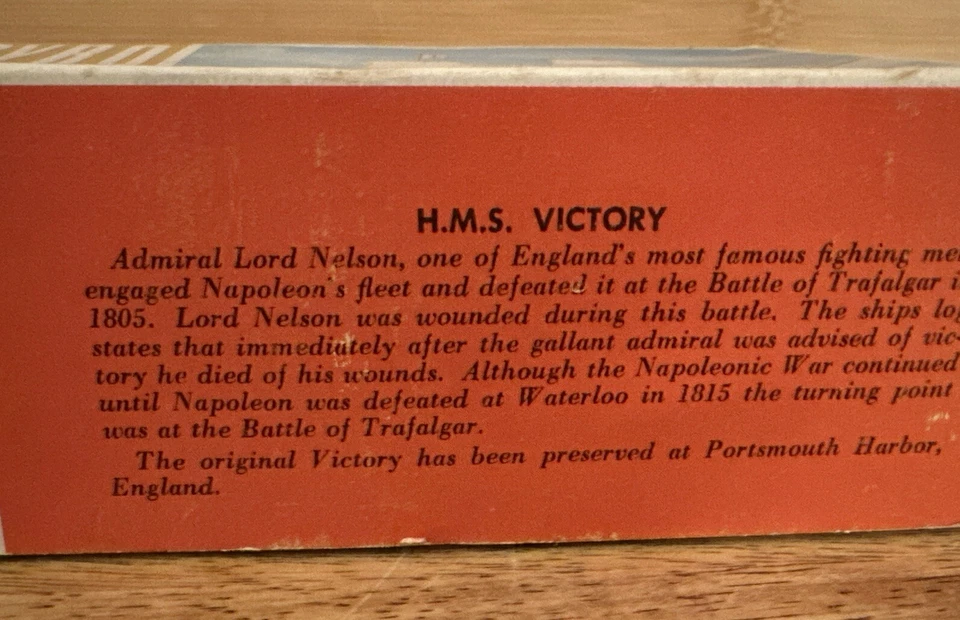 H.M.S. VICTORY
Admiral Lord Nelson, one of England's most famous fighting
engaged Napoleon's fleet and defeated it at the Battle of Trafalgar
1805. Lord Nelson was wounded during this battle. The ships
states that immediately after the gallant admiral was advised of vic-
tory he died of his wounds. Although the Napoleonic War continued
until Napoleon was defeated at Waterloo in 1815 the turning point
was at the Battle of Trafalgar.
The original Victory has been preserved at Portsmouth Harbor,
England.